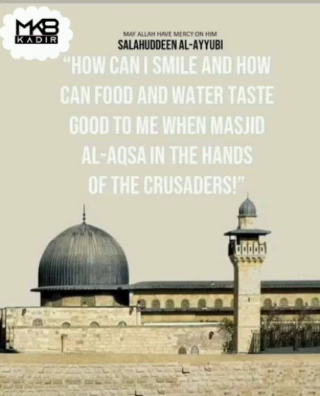 MKB
KADIR
MAY ALLAH HAVE MERCY ON HIM
SALAHUDDEEN AL-AYYUBI
“HOW CAN I SMILE AND HOW
CAN FOOD AND WATER TASTE
GOOD TO ME WHEN MASJID
AL-AQSA IN THE HANDS
OF THE CRUSADERS!”